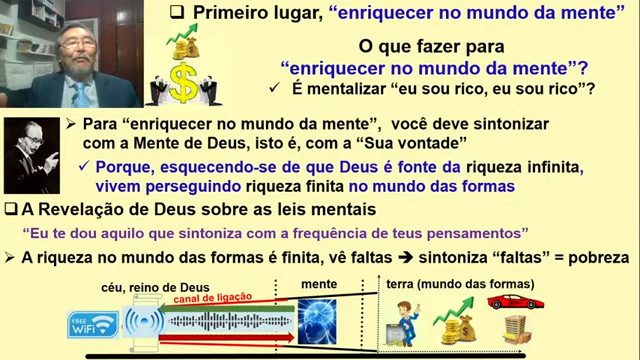 ❑ Primeiro lugar, “enriquecer no mundo da mente”
O que fazer para
“enriquecer no mundo da mente”?
✓ É mentalizar “eu sou rico, eu sou rico”?
➢ Para “enriquecer no mundo da mente”, você deve sintonizar
com a Mente de Deus, isto é, com a “Sua vontade”
✓ Porque, esquecendo-se de que Deus é fonte da riqueza infinita,
vivem perseguindo riqueza finita no mundo das formas
❑ A Revelação de Deus sobre as leis mentais
“Eu te dou aquilo que sintoniza com a frequência de teus pensamentos”
➢ A riqueza no mundo das formas é finita, vê faltas ➔ sintoniza “faltas” = pobreza
céu, reino de Deus
mente
terra (mundo das formas)
canal de ligação
FREE
WiFi